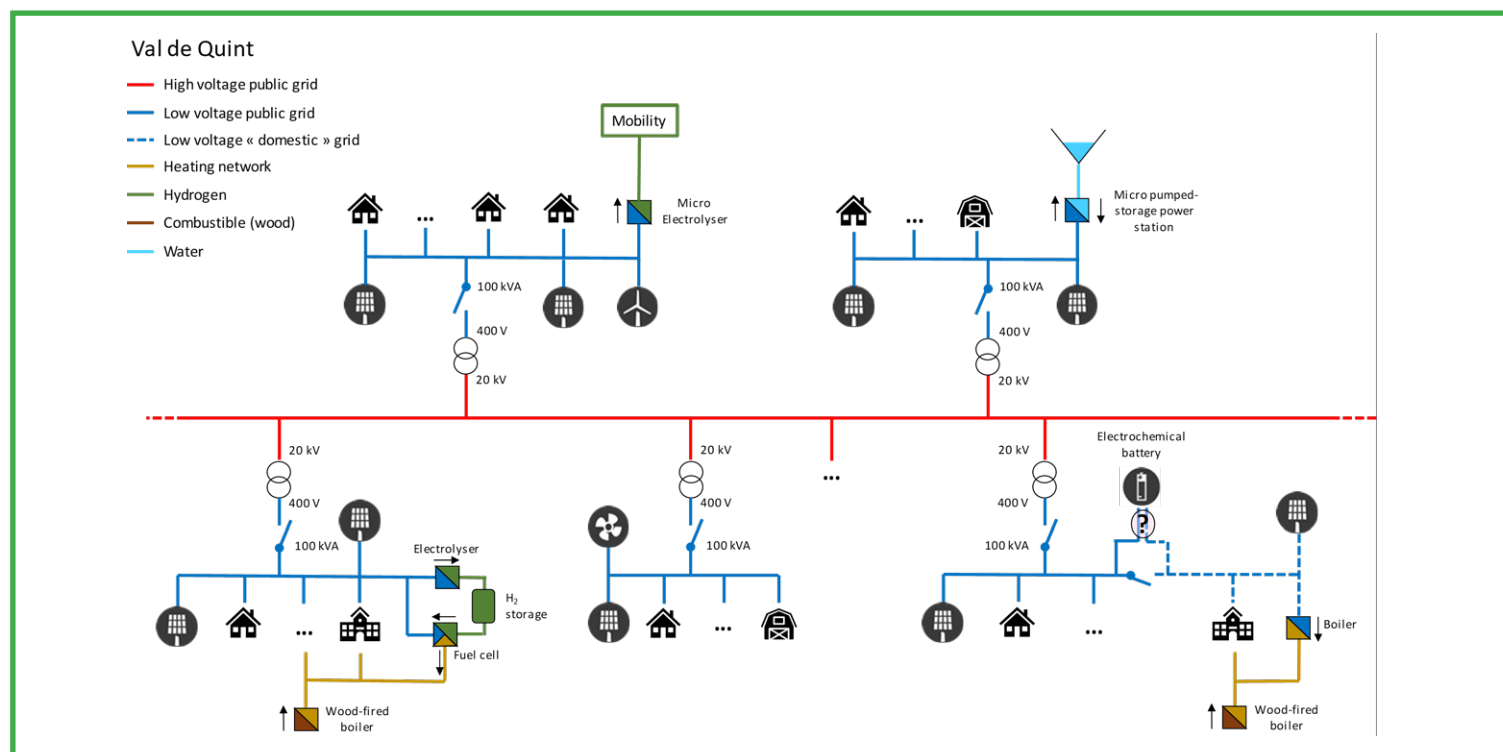 Val de Quint
High voltage public grid
Low voltage public grid
Low voltage « domestic » grid
Heating network
Hydrogen
Combustible (wood)
Water
Mobility
...
Micro
Electrolyser
100 kVA
400 V
20 kV
...
Micro pumped-
storage power
station
100 kVA
400 V
20 kV
20 kV
400 V
100 kVA
Electrolyser
H2
storage
...
Fuel cell
Wood-fired
boiler
20 kV
400 V
100 kVA
...
...
20 kV
400 V
100 kVA
Electrochemical
battery
?
...
Boiler
Wood-fired
boiler